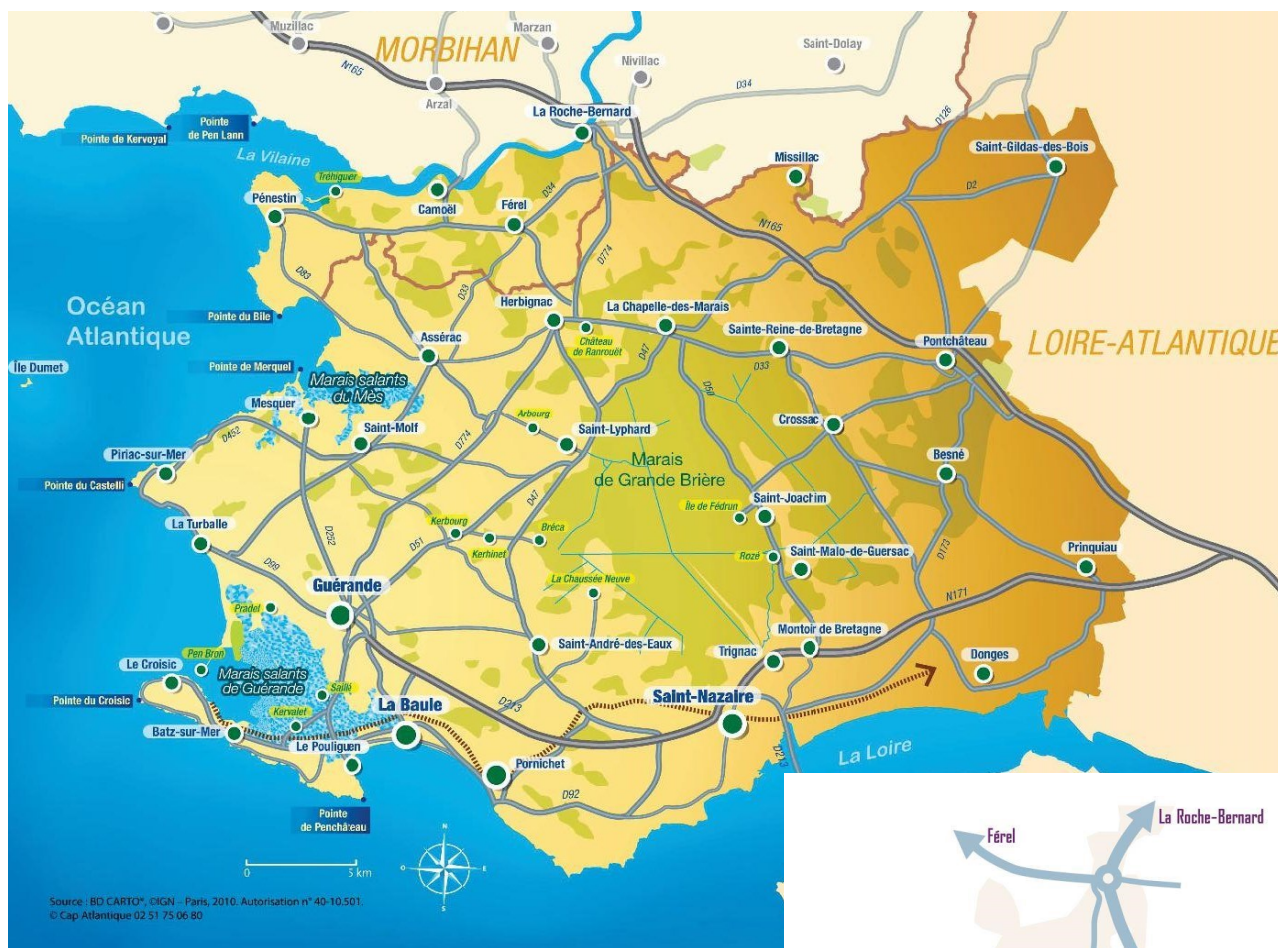 Muzillac
Marzan
Saint-Dolay
MORBIHAN
N165
Nivillac
D34
Arzal
La Roche-Bernard
D126
Pointe
de Pen Lann
Pointe de Kervoyal
La Vilaine
Missillac
Saint-Gildas-des-Bois
Tréhiguer
D34
D2
Pénestin
Camoël
Férel
N165
D774
D83
D33
Océan
Atlantique
Herbignac
La Chapelle-des-Marais
Pointe du Bile
Sainte-Reine-de-Bretagne
Assérac
Château
de Ranrouët
D47
Pontchâteau
LOIRE-ATLANTIQUE
Île Dumet
Pointe de Merquel
D33
Marais salants
du Mès
D50
Mesquer
Arbourg
Crossac
D452
Saint-Molf
D774
Saint-Lyphard
Piriac-sur-Mer
Marais
de Grande Brière
Besné
Pointe du Castelli
D47
Île de Fédrun
Saint-Joachim
La Turballe
Kerbourg
Bréca
D252
D51
Kerhinet
Rozé
Saint-Malo-de-Guersac
D173
Prinquiau
D99
Guérande
La Chaussée Neuve
N171
Pradel
Saint-André-des-Eaux
Montoir de Bretagne
Pen Bron
Trignac
Donges
Le Croisic
Marais salants
de Guérande
Saillé
Saint-Nazaire
Pointe du Croisic
La Baule
D213
Kervalet
Batz-sur-Mer
Le Pouliguen
La Loire
Pornichet
D213
D92
Pointe
de Penchâteau
N
O
E
S
0
5 km
La Roche-Bernard
Férel
Source : BD CARTO®, ©IGN – Paris, 2010. Autorisation n° 40-10.501.
© Cap Atlantique 02 51 75 06 80